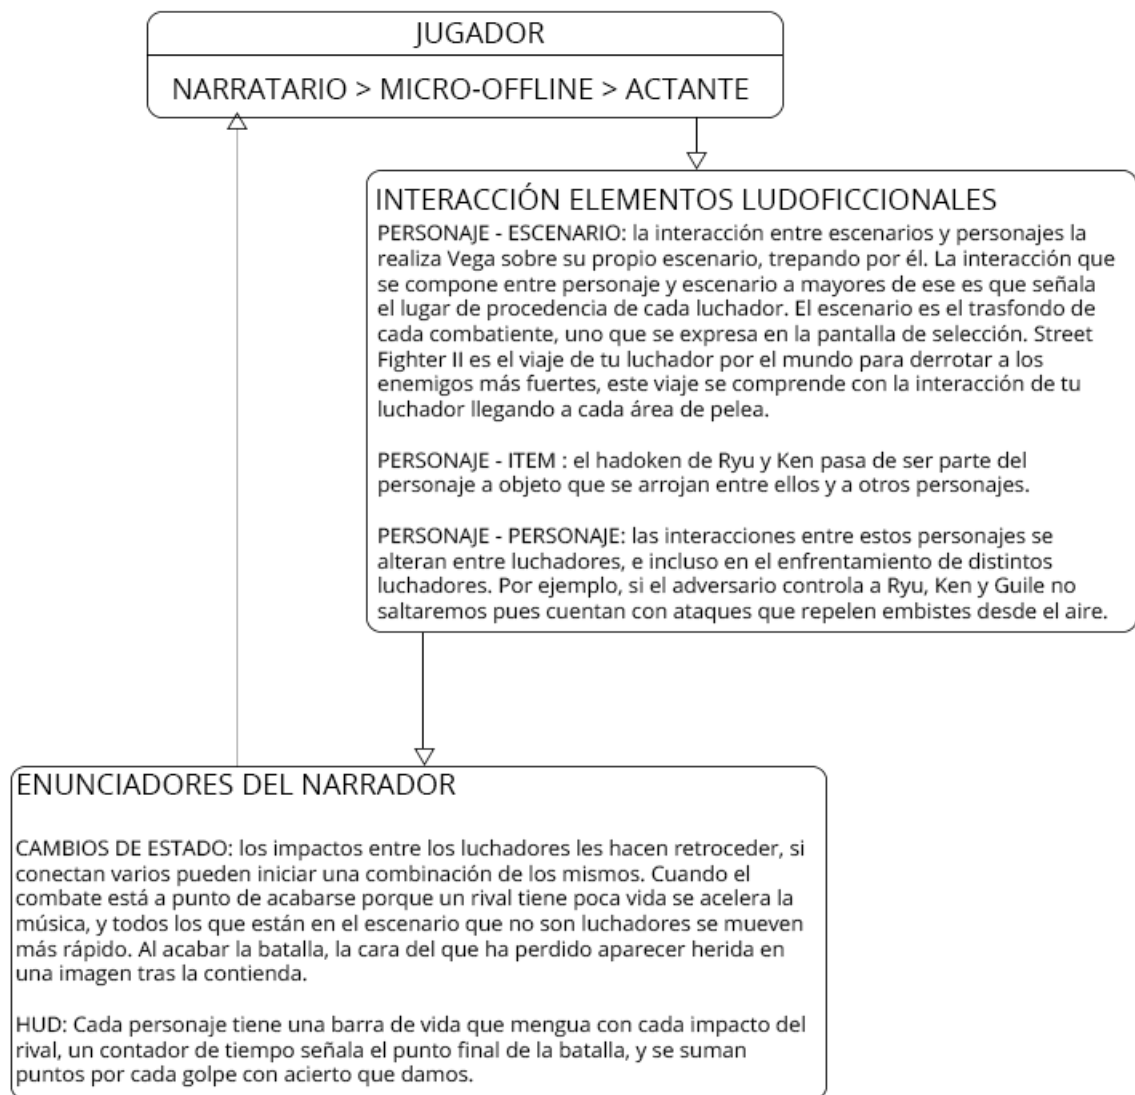 JUGADOR
NARRATARIO > MICRO-OFFLINE > ACTANTE
INTERACCIÓN ELEMENTOS LUDOFICCIONALES
PERSONAJE - ESCENARIO: la interacción entre escenarios y personajes la
realiza Vega sobre su propio escenario, trepando por él. La interacción que
se compone entre personaje y escenario a mayores de ese es que señala
el lugar de procedencia de cada luchador. El escenario es el trasfondo de
cada combatiente, uno que se expresa en la pantalla de selección. Street
Fighter II es el viaje de tu luchador por el mundo para derrotar a los
enemigos más fuertes, este viaje se comprende con la interacción de tu
luchador llegando a cada área de pelea.
PERSONAJE - ITEM : el hadoken de Ryu y Ken pasa de ser parte del
personaje a objeto que se arrojan entre ellos y a otros personajes.
PERSONAJE - PERSONAJE: las interacciones entre estos personajes se
alteran entre luchadores, e incluso en el enfrentamiento de distintos
luchadores. Por ejemplo, si el adversario controla a Ryu, Ken y Guile no
saltaremos pues cuentan con ataques que repelen embistes desde el aire.
ENUNCIADORES DEL NARRADOR
CAMBIOS DE ESTADO: los impactos entre los luchadores les hacen retroceder, si
conectan varios pueden iniciar una combinación de los mismos. Cuando el
combate está a punto de acabarse porque un rival tiene poca vida se acelera la
música, y todos los que están en el escenario que no son luchadores se mueven
más rápido. Al acabar la batalla, la cara del que ha perdido aparecer herida en
una imagen tras la contienda.
HUD: Cada personaje tiene una barra de vida que mengua con cada impacto del
rival, un contador de tiempo señala el punto final de la batalla, y se suman
puntos por cada golpe con acierto que damos.